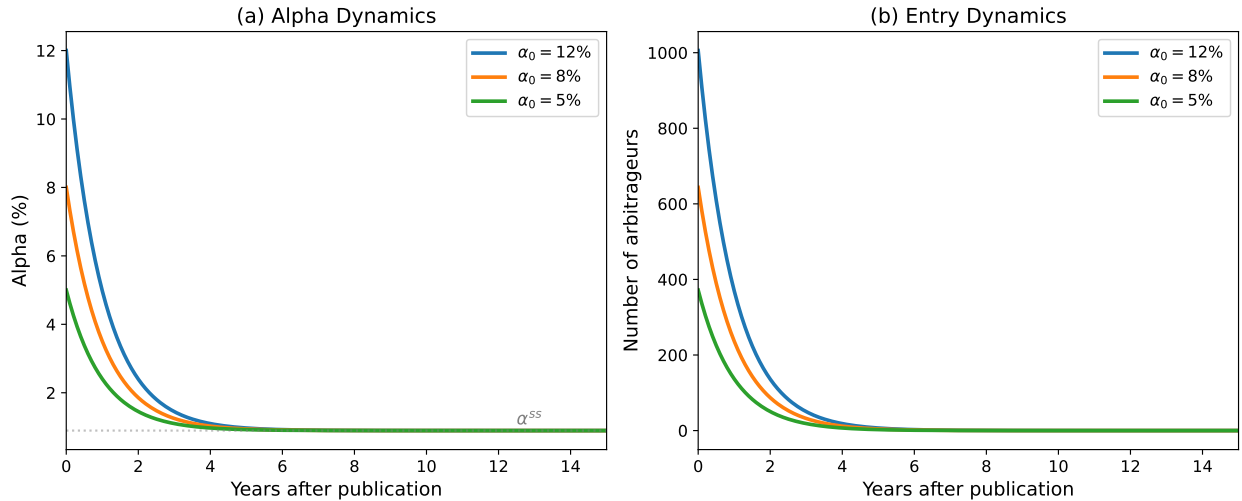 (a) Alpha Dynamics
Alpha (%)
12
10
8
6
4
2
α₀ = 12%
α₀ = 8%
α₀ = 5%
αˢˢ
0 2 4 6 8 10 12 14
Years after publication
(b) Entry Dynamics
Number of arbitrageurs
1000
800
600
400
200
0
α₀ = 12%
α₀ = 8%
α₀ = 5%
0 2 4 6 8 10 12 14
Years after publication